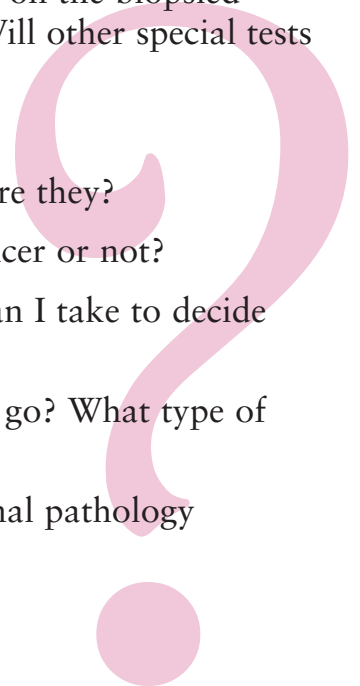 on the biopsied
Will other special tests
re they?
cer or not?
an I take to decide
go? What type of
nal pathology